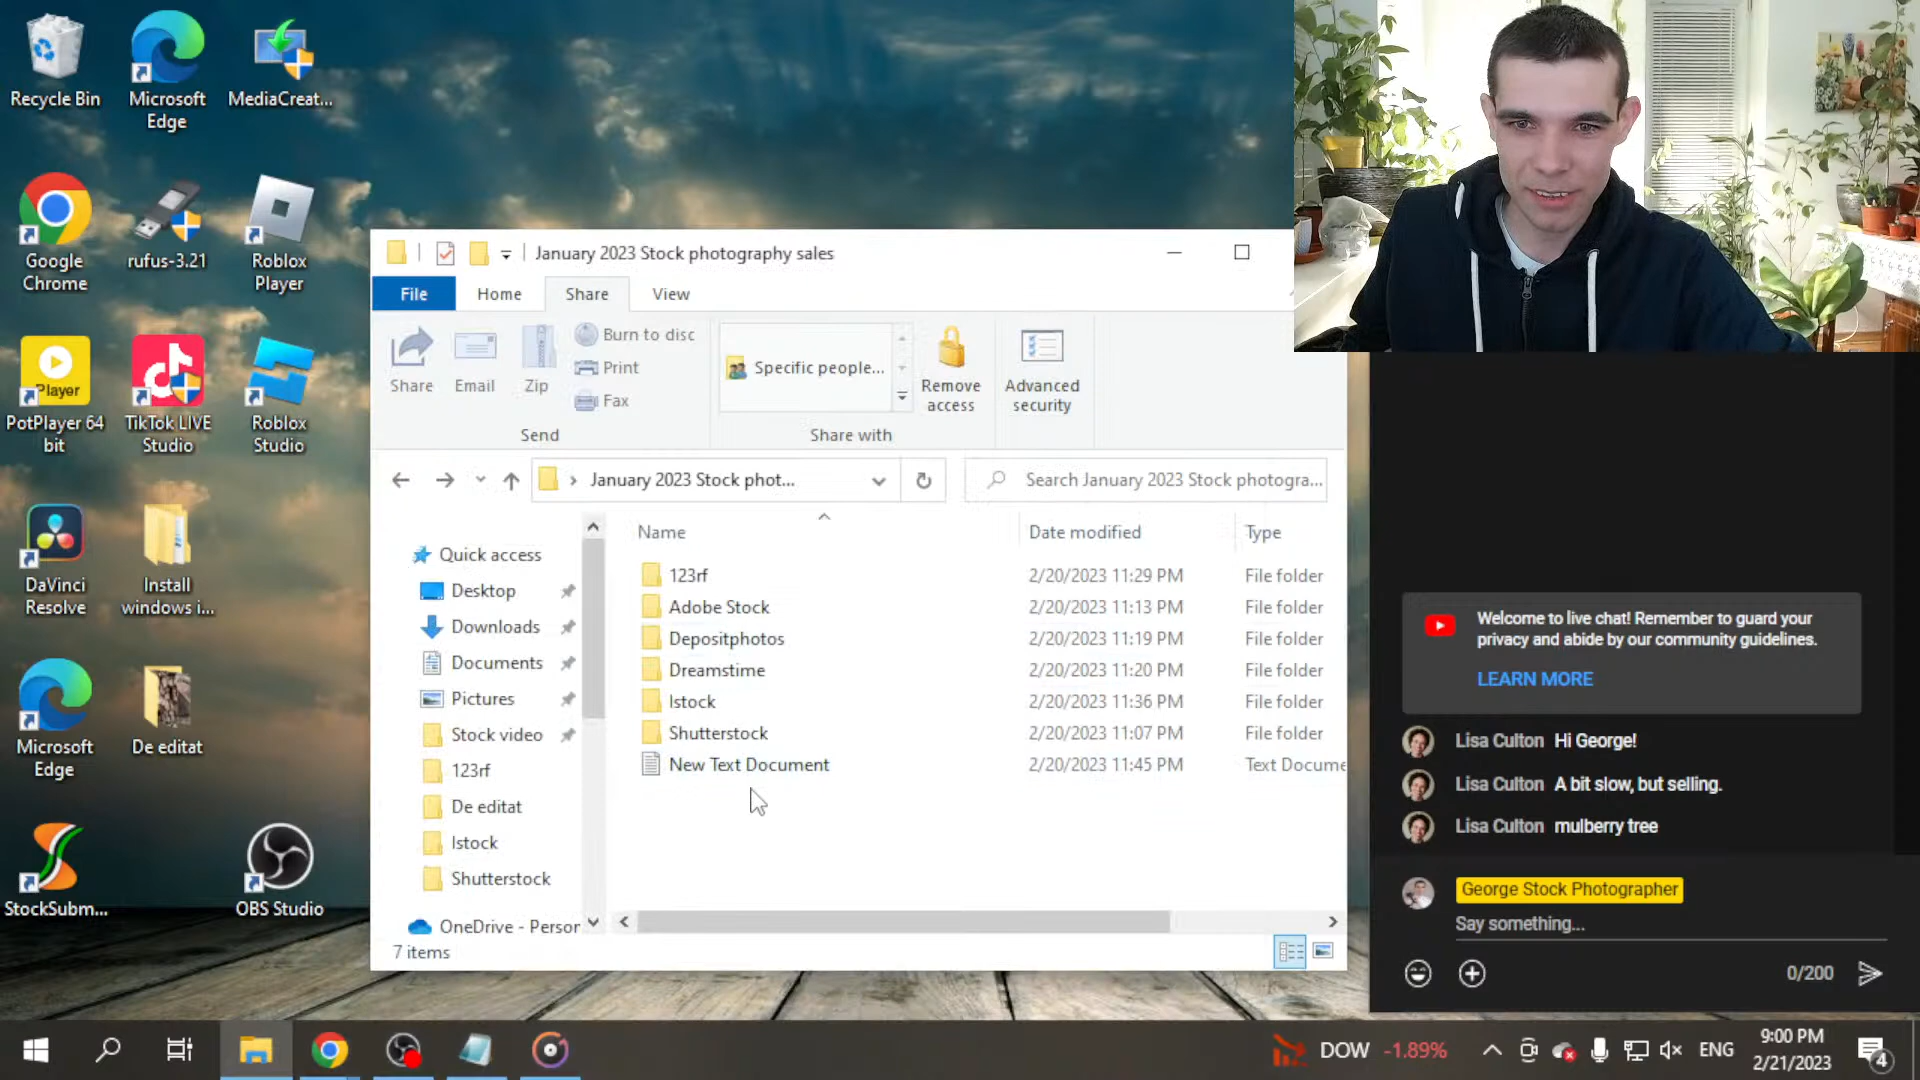 Recycle Bin
Microsoft
Edge
MediaCreat...
Google
Chrome
rufus-3.21
Roblox
Player
Player
PotPlayer 64
bit
TikTok LIVE
Studio
Roblox
Studio
DaVinci
Resolve
Install
windows i...
Microsoft
Edge
De editat
StockSubm...
OBS Studio
January 2023 Stock photography sales
File
Home
Share
View
Share
Email
Zip
Burn to disc
Print
Fax
Send
Specific people...
Share with
Remove
access
Advanced
security
January 2023 Stock phot...
Search January 2023 Stock photogra...
Quick access
Desktop
Downloads
Documents
Pictures
Stock video
123rf
De editat
Istock
Shutterstock
OneDrive - Person
Name Date modified Type
123rf 2/20/2023 11:29 PM File folder
Adobe Stock 2/20/2023 11:13 PM File folder
Depositphotos 2/20/2023 11:19 PM File folder
Dreamstime 2/20/2023 11:20 PM File folder
Istock 2/20/2023 11:36 PM File folder
Shutterstock 2/20/2023 11:07 PM File folder
New Text Document 2/20/2023 11:45 PM Text Docume
7 items
Welcome to live chat! Remember to guard your
privacy and abide by our community guidelines.
LEARN MORE
Lisa Culton Hi George!
Lisa Culton A bit slow, but selling.
Lisa Culton mulberry tree
George Stock Photographer
Say something...
0/200
DOW -1.89%
ENG
9:00 PM
2/21/2023
4